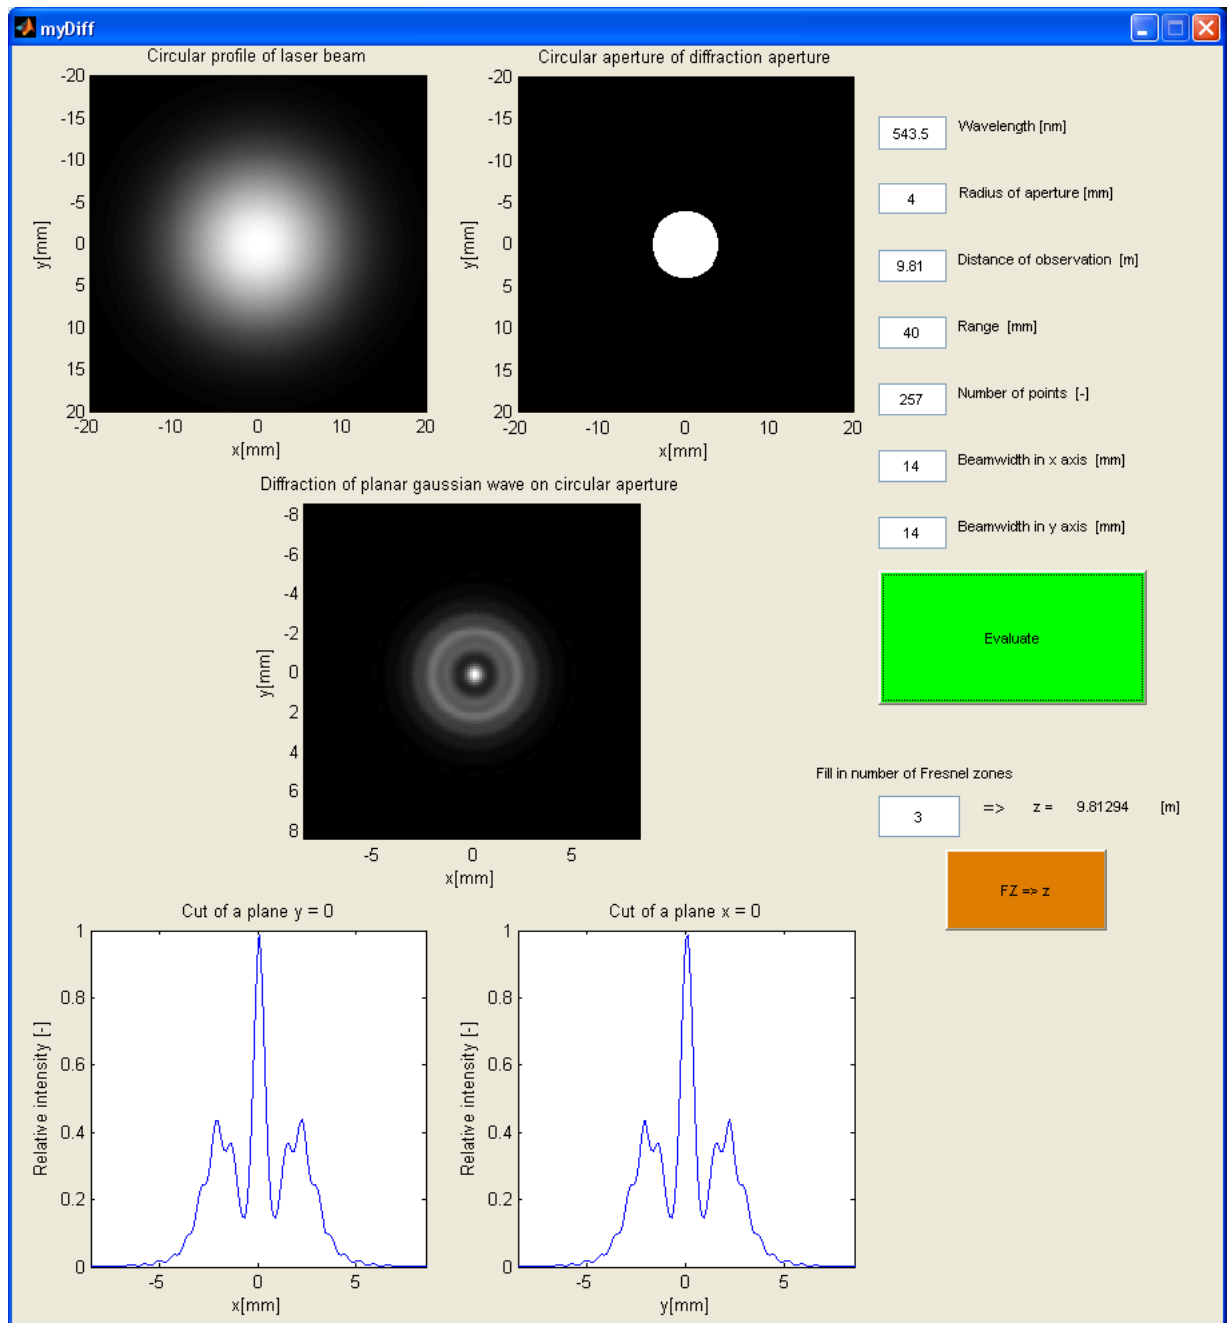 myDiff
Circular profile of laser beam
-20
-15
-10
-5
0
5
10
15
20
y[mm]
-20 -10 0 10 20
x[mm]
Circular aperture of diffraction aperture
-20
-15
-10
-5
0
5
10
15
20
y[mm]
-20 -10 0 10 20
x[mm]
543.5 Wavelength [nm]
4 Radius of aperture [mm]
9.81 Distance of observation [m]
40 Range [mm]
257 Number of points [-]
14 Beamwidth in x axis [mm]
14 Beamwidth in y axis [mm]
Evaluate
Diffraction of planar gaussian wave on circular aperture
-8
-6
-4
-2
0
2
4
6
8
y[mm]
-5 0 5
x[mm]
Fill in number of Fresnel zones
3 => z = 9.81294 [m]
FZ => z
Cut of a plane y = 0
1
0.8
0.6
0.4
0.2
0
Relative intensity [-]
-5 0 5
x[mm]
Cut of a plane x = 0
1
0.8
0.6
0.4
0.2
0
Relative intensity [-]
-5 0 5
y[mm]